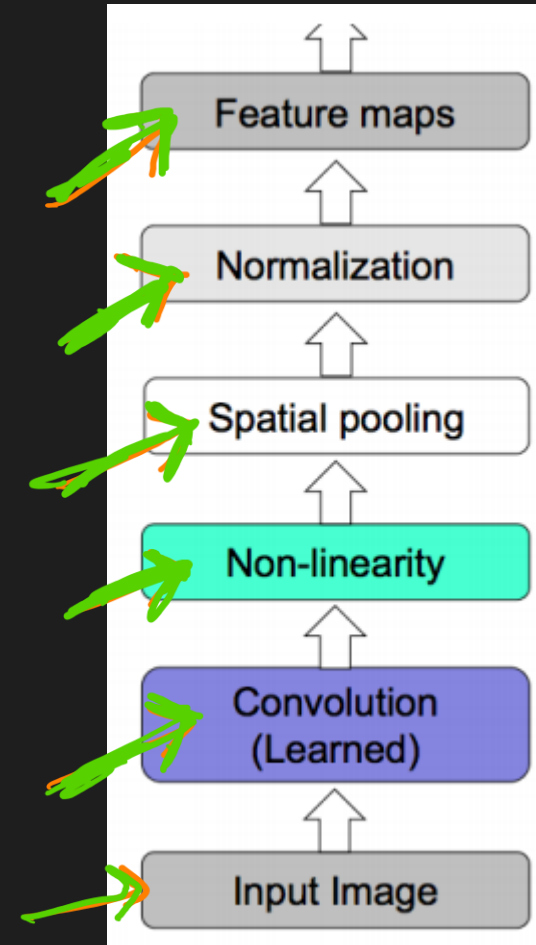 Feature maps
Normalization
Spatial pooling
Non-linearity
Convolution
(Learned)
Input Image